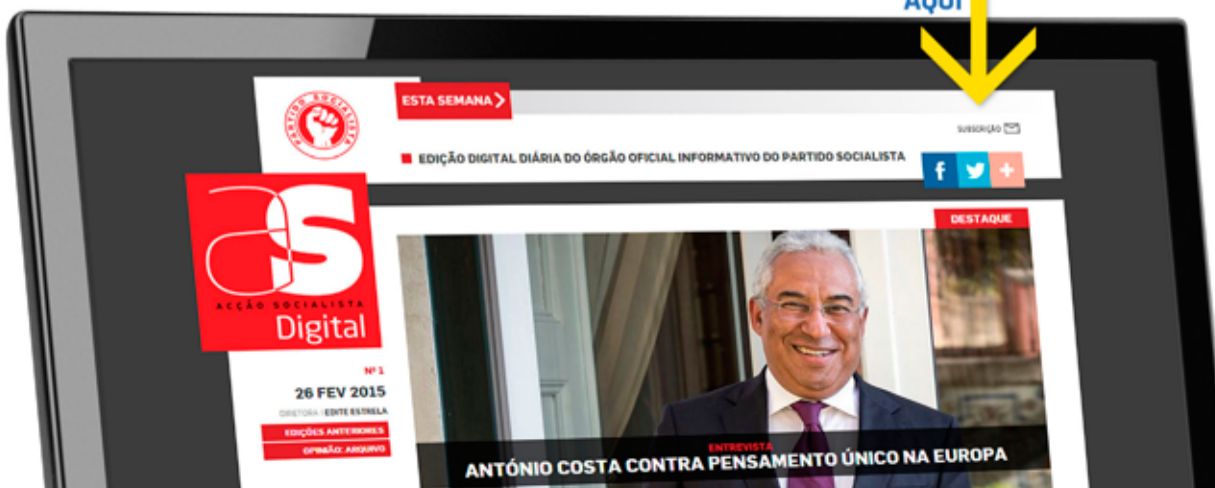 AQUI
ESTA SEMANA
PARTIDO SOCIALISTA
SUBSCRIÇÃO
EDIÇÃO DIGITAL DIÁRIA DO ÓRGÃO OFICIAL INFORMATIVO DO PARTIDO SOCIALISTA
f
DESTAQUE
aS
ACÇÃO SOCIALISTA
Digital
Nº 1
26 FEV 2015
DIRETORA | EDITE ESTRELA
EDIÇÕES ANTERIORES
OPINIÃO: ARQUIVO
ENTREVISTA
ANTÓNIO COSTA CONTRA PENSAMENTO ÚNICO NA EUROPA